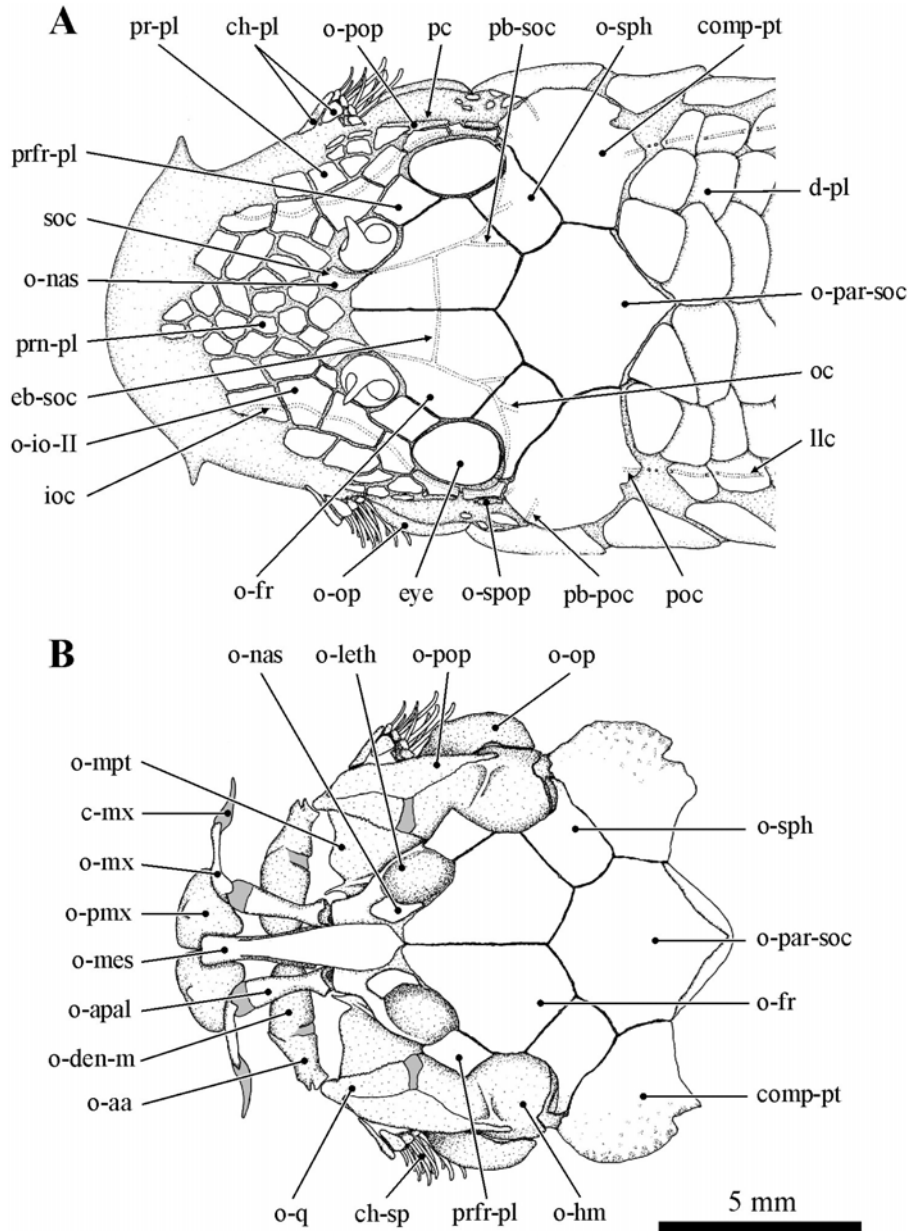 A
pr-pl ch-pl o-pop pc pb-soc o-sph comp-pt
prfr-pl
soc
o-nas
prn-pl
eb-soc
o-io-II
ioc
d-pl
o-par-soc
oc
llc
o-fr o-op eye o-spop pb-poc poc
B
o-nas o-leth o-pop o-op
o-mpt
c-mx
o-mx
o-pmx
o-mes
o-apal
o-den-m
o-aa
o-sph
o-par-soc
o-fr
comp-pt
o-q ch-sp prfr-pl o-hm
5 mm